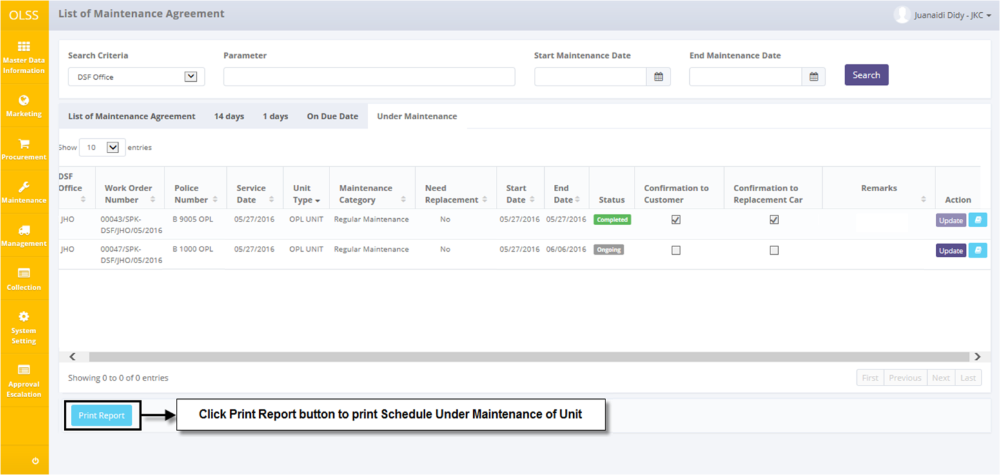 OLSS
List of Maintenance Agreement
Juanaidi Didy - JKC
Master Data
Information
Marketing
Procurement
Maintenance
Management
Collection
System
Setting
Approval
Escalation
Search Criteria
Parameter
Start Maintenance Date
End Maintenance Date
DSF Office
Search
List of Maintenance Agreement
14 days
1 days
On Due Date
Under Maintenance
Show 10 entries
DSF
Office
Work Order
Number
Police
Number
Service
Date
Unit
Type
Maintenance
Category
Need
Replacement
Start
Date
End
Date
Status
Confirmation to
Customer
Confirmation to
Replacement Car
Remarks
Action
JHO
00043/SPK-
DSF/JHO/05/2016
B 9005 OPL
05/27/2016
OPL UNIT
Regular Maintenance
No
05/27/2016
05/27/2016
Completed
Update
JHO
00047/SPK-
DSF/JHO/05/2016
B 1000 OPL
05/27/2016
OPL UNIT
Regular Maintenance
No
05/27/2016
06/06/2016
Ongoing
Update
Showing 0 to 0 of 0 entries
First
Previous
Next
Last
Print Report
Click Print Report button to print Schedule Under Maintenance of Unit